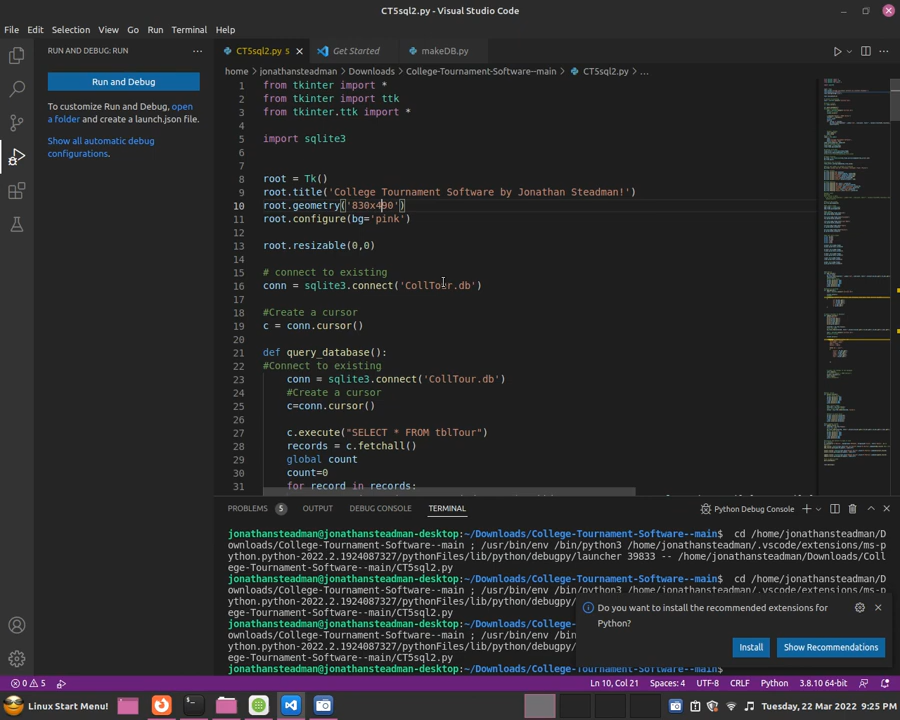 CT5sql2.py - Visual Studio Code
File Edit Selection View Go Run Terminal Help
RUN AND DEBUG: RUN
CT5sql2.py 5 Get Started makeDB.py
home jonathansteadman Downloads College-Tournament-Software--main CT5sql2.py ...
Run and Debug
To customize Run and Debug, open
a folder and create a launch.json file.
Show all automatic debug
configurations.
1 from tkinter import *
2 from tkinter import ttk
3 from tkinter.ttk import *
4
5 import sqlite3
6
7
8 root = Tk()
9 root.title('College Tournament Software by Jonathan Steadman!')
10 root.geometry('830x490')
11 root.configure(bg='pink')
12
13 root.resizable(0,0)
14
15 # connect to existing
16 conn = sqlite3.connect('CollTour.db')
17
18 #Create a cursor
19 c = conn.cursor()
20
21 def query_database():
22 #Connect to existing
23 conn = sqlite3.connect('CollTour.db')
24 #Create a cursor
25 c=conn.cursor()
26
27 c.execute("SELECT * FROM tblTour")
28 records = c.fetchall()
29 global count
30 count=0
31 for record in records:
PROBLEMS 5 OUTPUT DEBUG CONSOLE TERMINAL Python Debug Console
jonathansteadman@jonathansteadman-desktop:~/Downloads/College-Tournament-Software--main$ cd /home/jonathansteadman/D
ownloads/College-Tournament-Software--main ; /usr/bin/env /bin/python3 /home/jonathansteadman/.vscode/extensions/ms-p
ython.python-2022.2.1924087327/pythonFiles/lib/python/debugpy/launcher 39833 -- /home/jonathansteadman/Downloads/Coll
ege-Tournament-Software--main/CT5sql2.py
jonathansteadman@jonathansteadman-desktop:~/Downloads/College-Tournament-Software--main$ cd /home/jonathansteadman/D
ownloads/College-Tournament-Software--main ; /usr/bin/env /bin/python3 /home/jonathansteadman/.vscode/extensions/ms-p
ython.python-2022.2.1924087327/pythonFiles/lib/python/debugpy/
ege-Tournament-Software--main/CT5sql2.py
jonathansteadman@jonathansteadman-desktop:~/Downloads/College-
ownloads/College-Tournament-Software--main ; /usr/bin/env /bin
ython.python-2022.2.1924087327/pythonFiles/lib/python/debugpy/
ege-Tournament-Software--main/CT5sql2.py
jonathansteadman@jonathansteadman-desktop:~/Downloads/College-Tournament-Software--main$
Do you want to install the recommended extensions for
Python?
Install Show Recommendations
0 5 Ln 10, Col 21 Spaces: 4 UTF-8 CRLF Python 3.8.10 64-bit
Linux Start Menu! Tuesday, 22 Mar 2022 9:25 PM